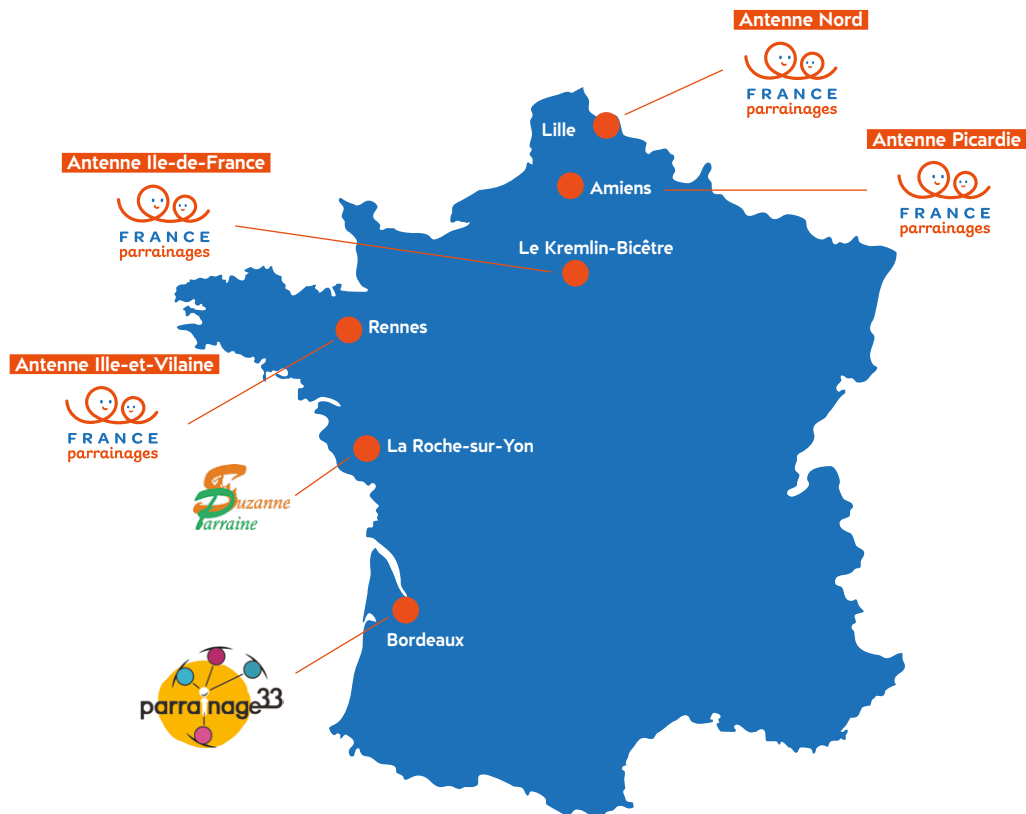 Antenne Nord
FRANCE
parrainages
Lille
Antenne Picardie
Antenne Ile-de-France
Amiens
FRANCE
parrainages
FRANCE
parrainages
Le Kremlin-Bicêtre
Rennes
Antenne Ille-et-Vilaine
FRANCE
parrainages
La Roche-sur-Yon
Suzanne
Parraine
Bordeaux
parrainage33